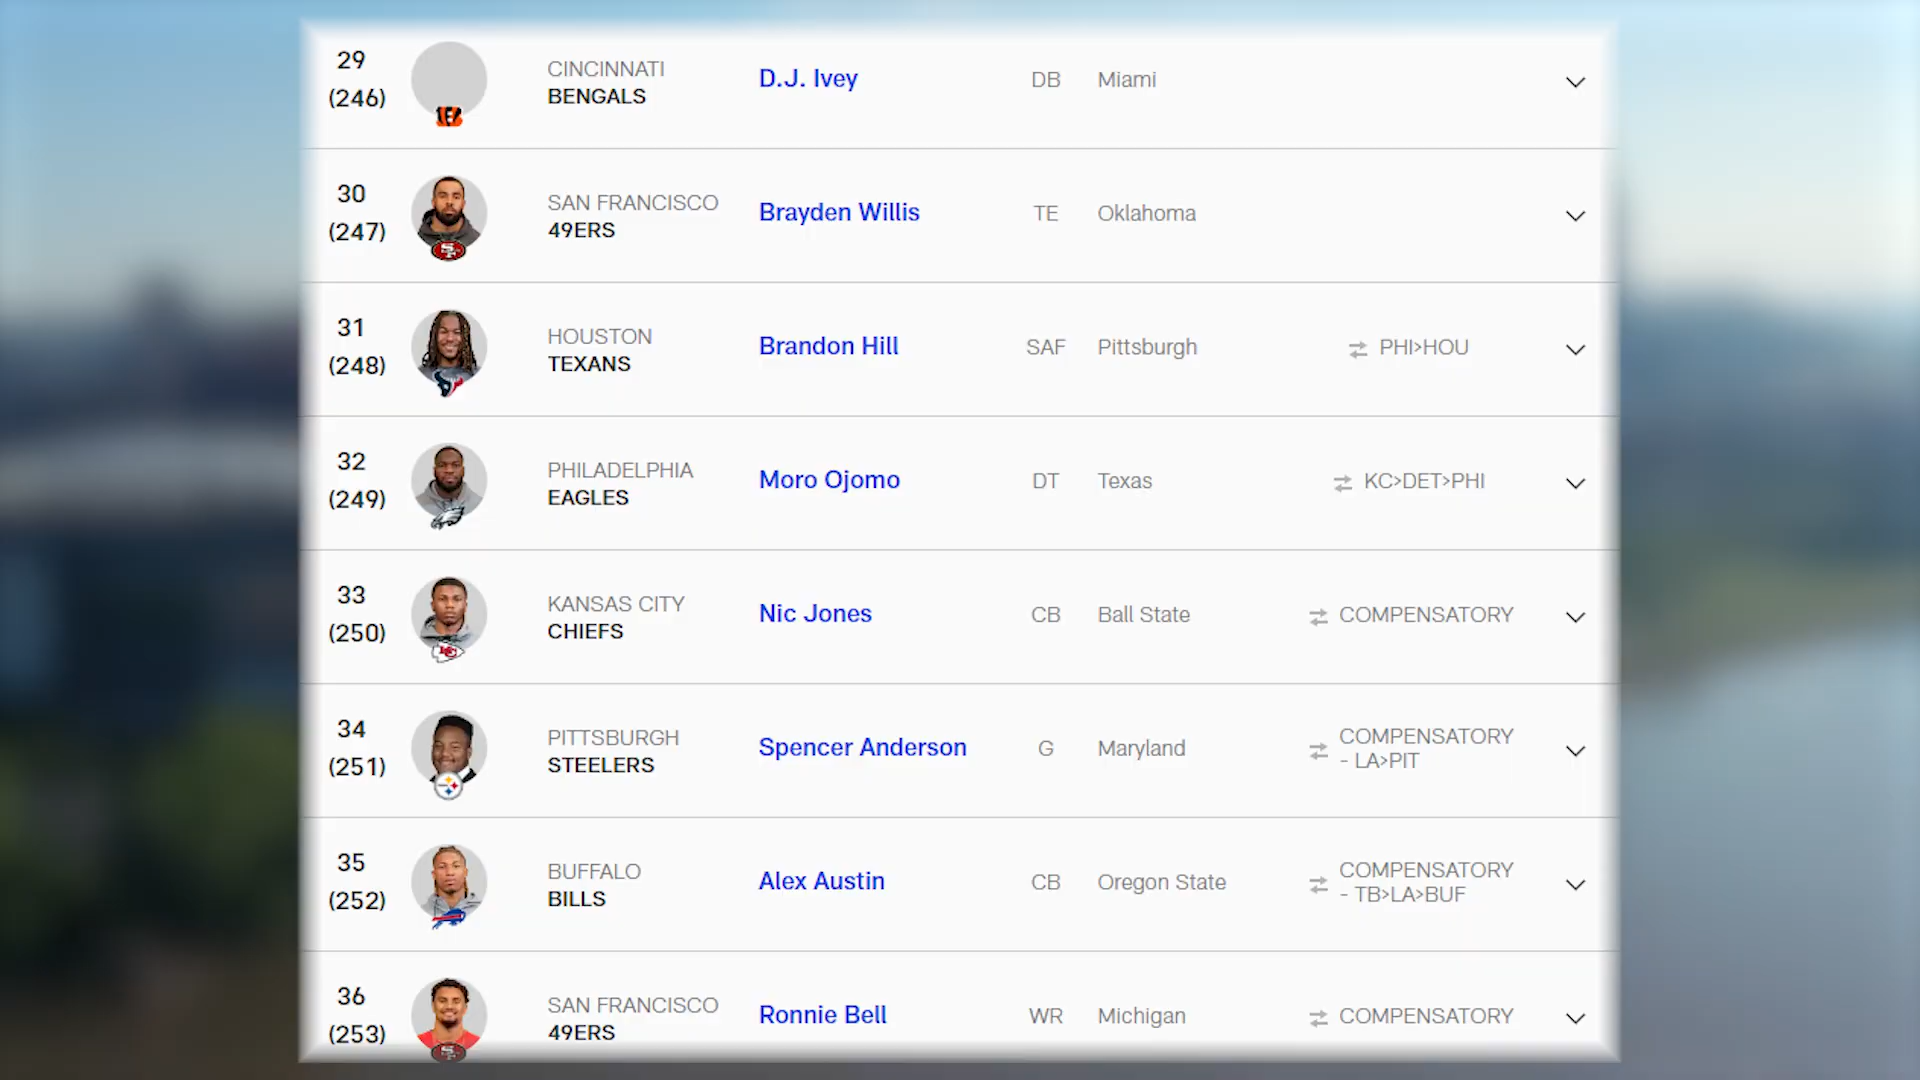 29
(246)
CINCINNATI
BENGALS
D.J. Ivey
DB
Miami
30
(247)
SAN FRANCISCO
49ERS
Brayden Willis
TE
Oklahoma
31
(248)
HOUSTON
TEXANS
Brandon Hill
SAF
Pittsburgh
PHI>HOU
32
(249)
PHILADELPHIA
EAGLES
Moro Ojomo
DT
Texas
KC>DET>PHI
33
(250)
KANSAS CITY
CHIEFS
Nic Jones
CB
Ball State
COMPENSATORY
34
(251)
PITTSBURGH
STEELERS
Spencer Anderson
G
Maryland
COMPENSATORY
- LA>PIT
35
(252)
BUFFALO
BILLS
Alex Austin
CB
Oregon State
COMPENSATORY
- TB>LA>BUF
36
(253)
SAN FRANCISCO
49ERS
Ronnie Bell
WR
Michigan
COMPENSATORY